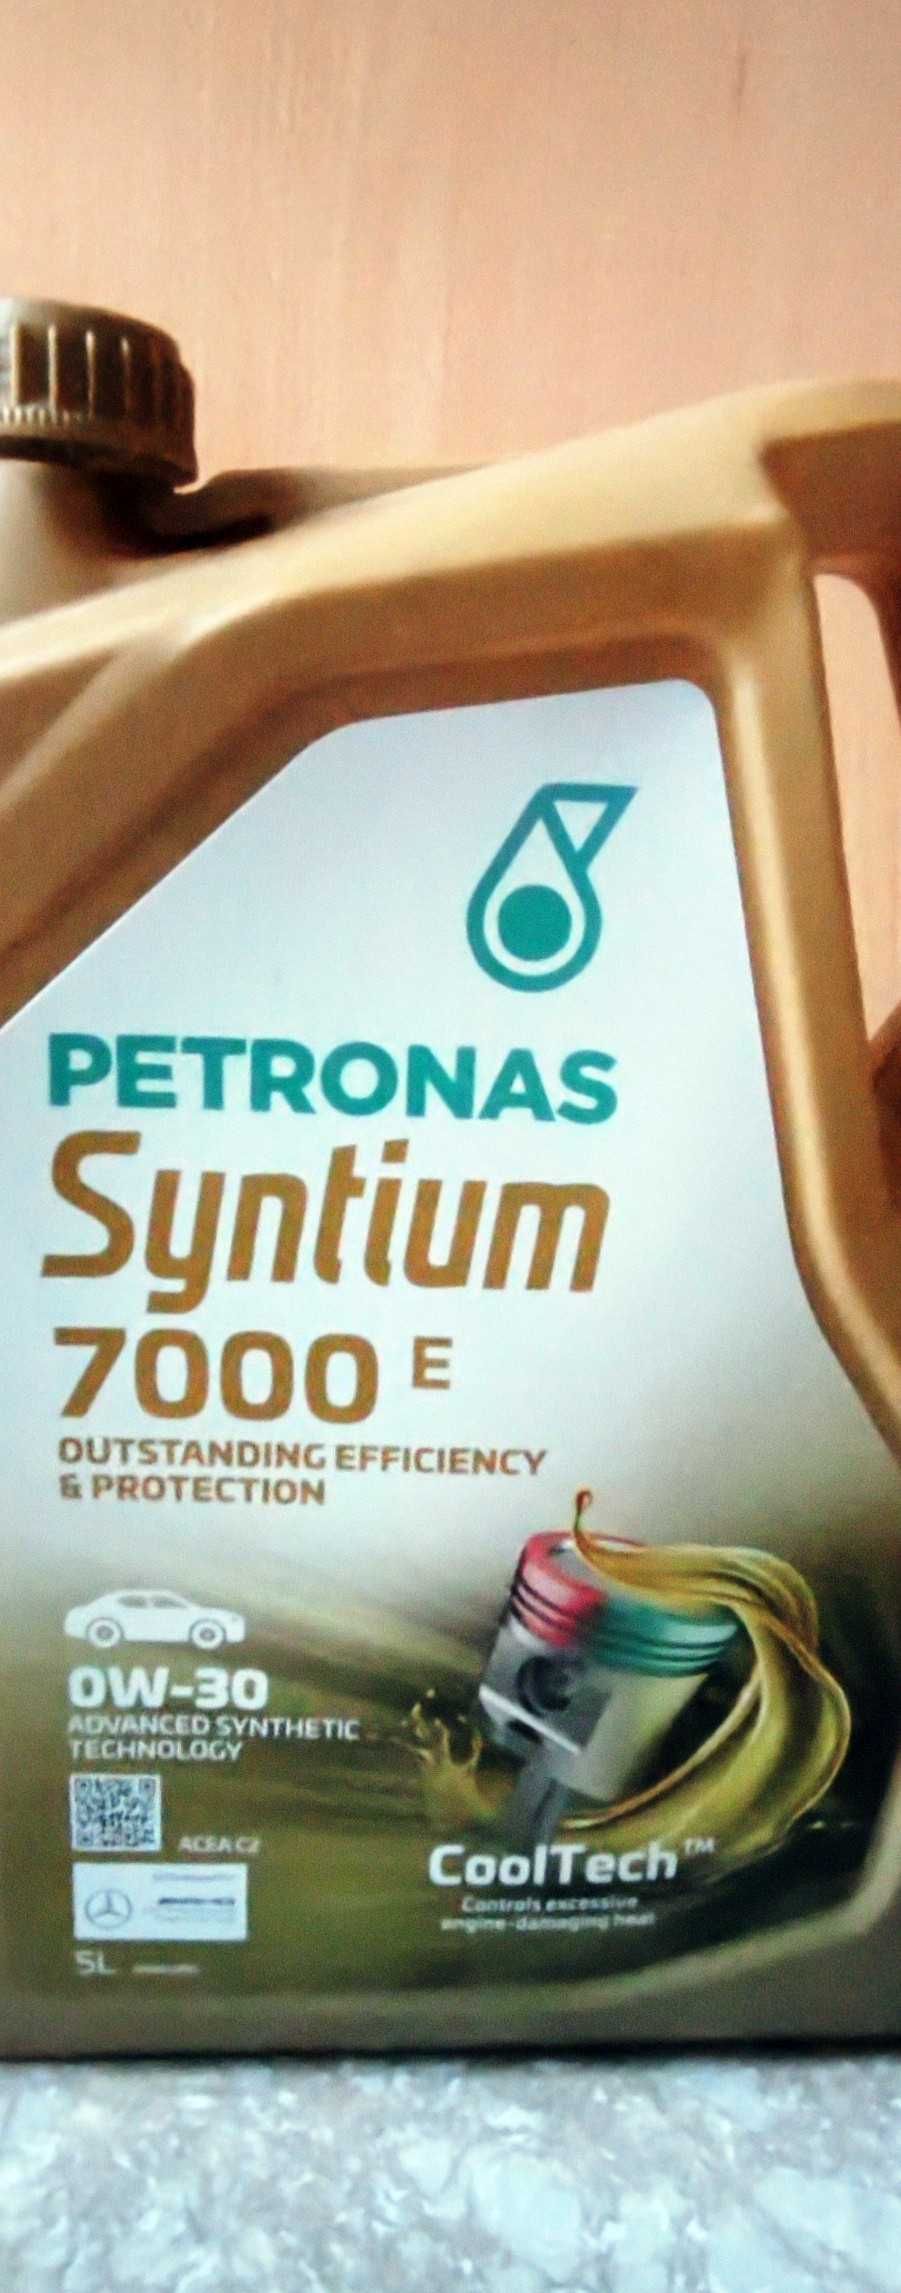 PETRONAS
Syntium
7000 E
OUTSTANDING EFFICIENCY
& PROTECTION
0W-30
ADVANCED SYNTHETIC
TECHNOLOGY
ACEA C2
CoolTech™
Controls excessive
engine-damaging heat
5L